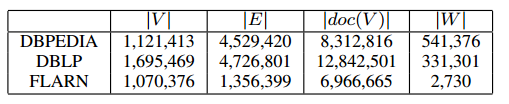 |V| |E| |doc(V)| |W|
DBPEDIA 1,121,413 4,529,420 8,312,816 541,376
DBLP 1,695,469 4,726,801 12,842,501 331,301
FLARN 1,070,376 1,356,399 6,966,665 2,730